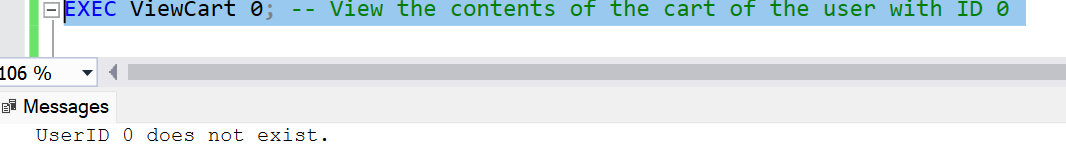 EXEC ViewCart 0; -- View the contents of the cart of the user with ID 0
106 %
Messages
UserID 0 does not exist.